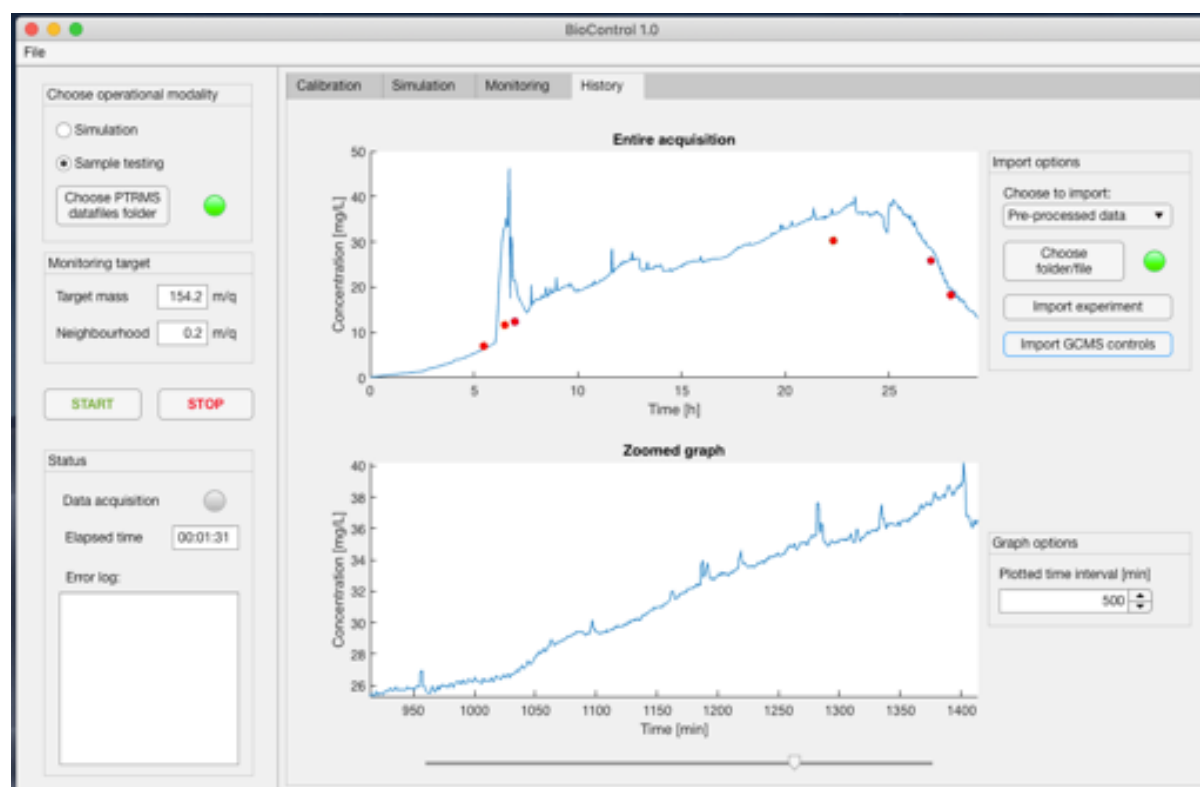 BioControl 1.0
File
Choose operational modality
Simulation
Sample testing
Choose PTRMS
datafiles folder
Monitoring target
Target mass 154.2 m/q
Neighbourhood 0.2 m/q
START STOP
Status
Data acquisition
Elapsed time 00:01:31
Error log:
Calibration Simulation Monitoring History
Entire acquisition
Concentration [mg/L]
50
40
30
20
10
0
0 5 10 15 20 25
Time [h]
Import options
Choose to import:
Pre-processed data
Choose
folder/file
Import experiment
Import GCMS controls
Zoomed graph
Concentration [mg/L]
40
38
36
34
32
30
28
26
950 1000 1050 1100 1150 1200 1250 1300 1350 1400
Time [min]
Graph options
Plotted time interval [min]
500